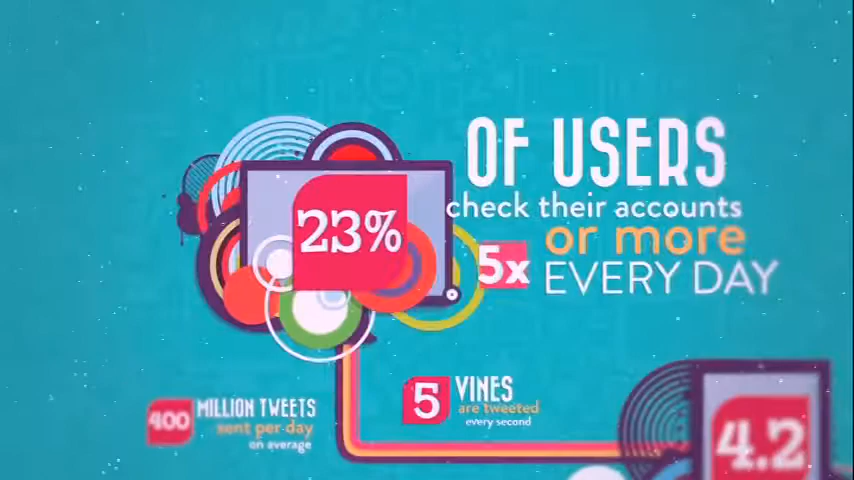 23%
OF USERS
check their accounts
5x or more
EVERY DAY
400 MILLION TWEETS
sent per day
on average
5 VINES
are tweeted
every second
4.2